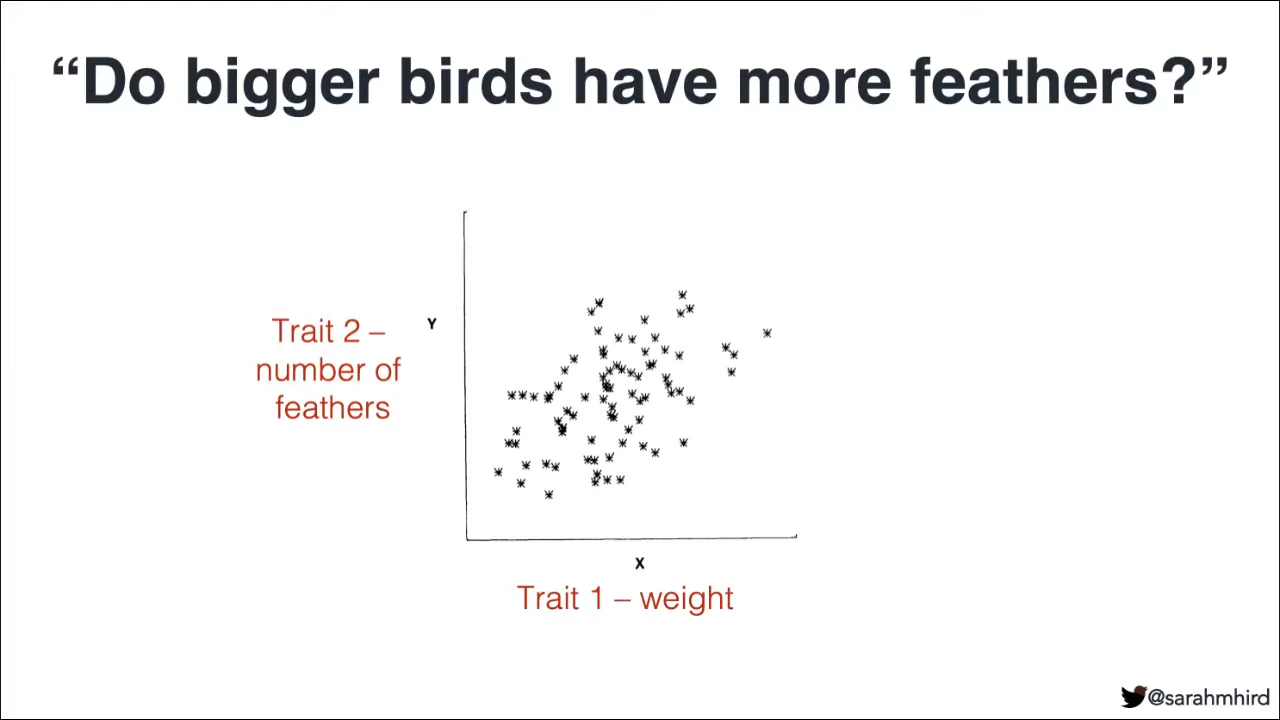 “Do bigger birds have more feathers?”
Trait 2 –
number of
feathers
Y
X
Trait 1 – weight
@sarahmhird